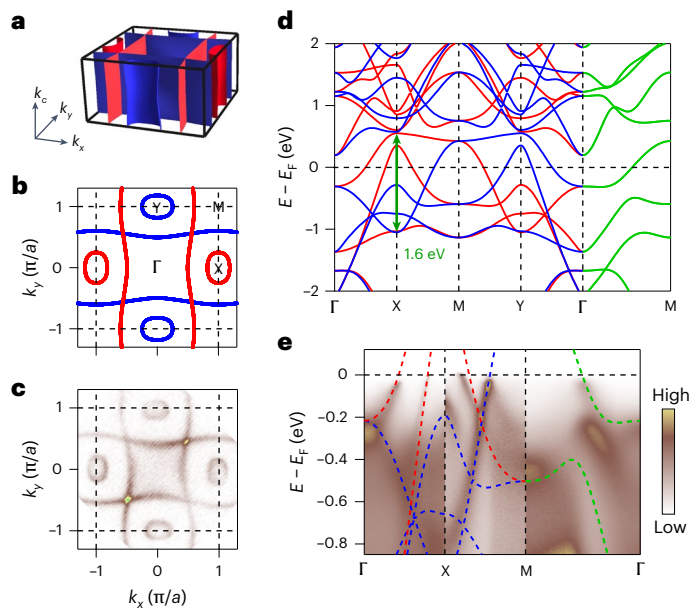 a
k_c
k_y
k_x
b
k_y (π/a)
1
0
−1
Y
M
Γ
X
c
k_y (π/a)
1
0
−1
−1
0
1
k_x (π/a)
d
E − E_F (eV)
2
1
0
−1
−2
1.6 eV
Γ
X
M
Y
Γ
M
e
E − E_F (eV)
0
−0.2
−0.4
−0.6
−0.8
Γ
X
M
Γ
High
Low